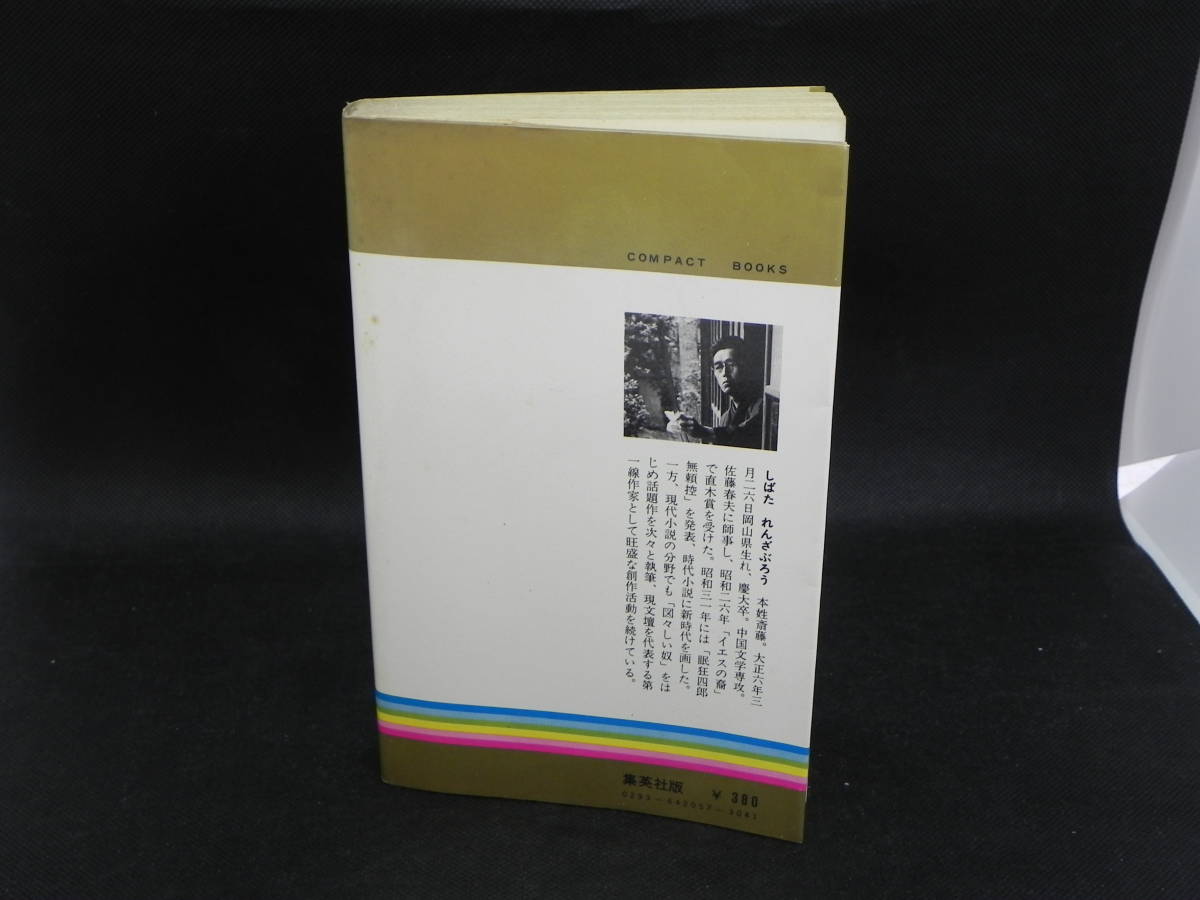 COMPACT BOOKS
しばた れんざぶろう 本姓斎藤。大正六年三
月二六日岡山県生れ、慶大卒。中国文学専攻。
佐藤春夫に師事し、昭和二六年「イエスの裔」
で直木賞を受けた。昭和三一年には「眠狂四郎
無頼控」を発表、時代小説に新時代を画した。
一方、現代小説の分野でも「図々しい奴」をは
じめ話題作を次々と執筆、現文壇を代表する第
一線作家として旺盛な創作活動を続けている。
集英社版 ¥ 380
0293-642057-3041